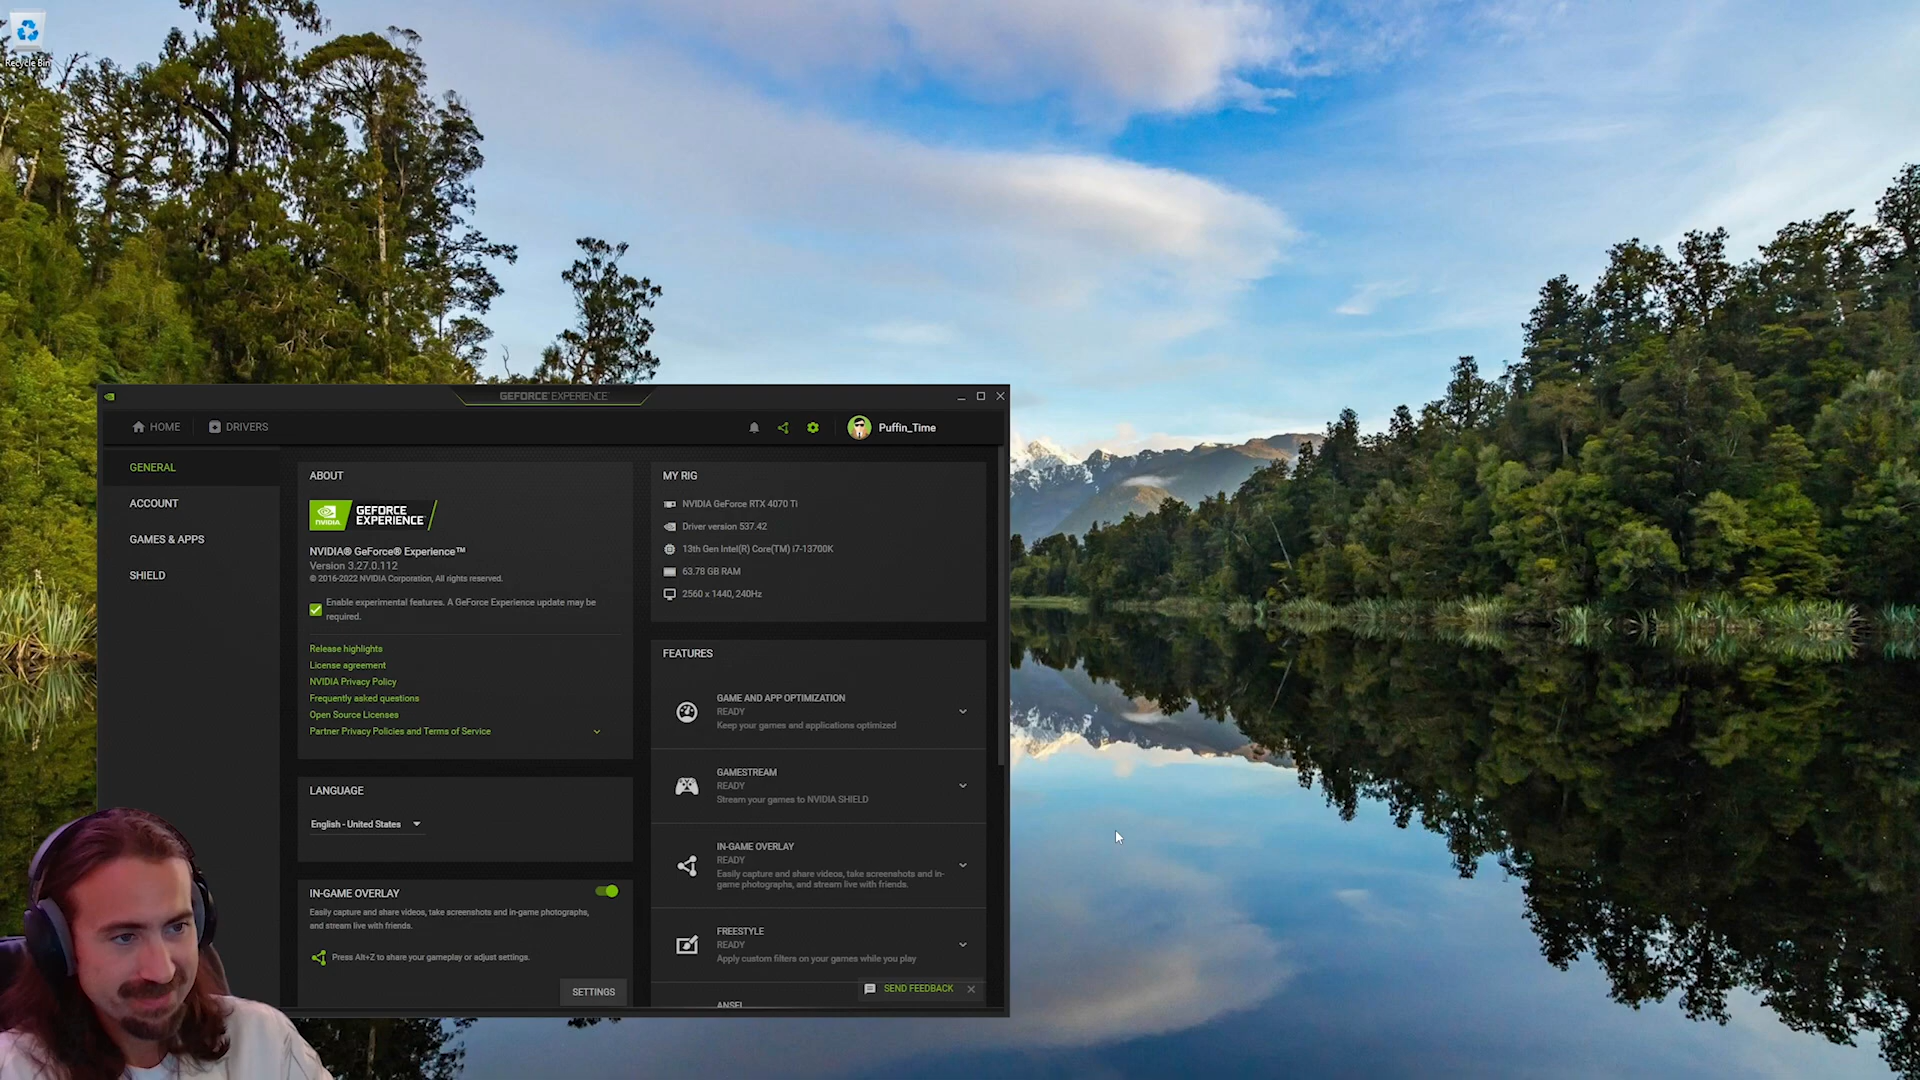 Recycle Bin
GEFORCE EXPERIENCE
HOME
DRIVERS
Puffin_Time
GENERAL
ACCOUNT
GAMES & APPS
SHIELD
ABOUT
NVIDIA
GEFORCE
EXPERIENCE
NVIDIA® GeForce® Experience™
Version 3.27.0.112
© 2016-2022 NVIDIA Corporation, All rights reserved.
Enable experimental features. A GeForce Experience update may be
required.
Release highlights
License agreement
NVIDIA Privacy Policy
Frequently asked questions
Open Source Licenses
Partner Privacy Policies and Terms of Service
LANGUAGE
English - United States
IN-GAME OVERLAY
Easily capture and share videos, take screenshots and in-game photographs,
and stream live with friends.
Press Alt+Z to share your gameplay or adjust settings.
SETTINGS
MY RIG
NVIDIA GeForce RTX 4070 Ti
Driver version 537.42
13th Gen Intel(R) Core(TM) i7-13700K
63.78 GB RAM
2560 x 1440, 240Hz
FEATURES
GAME AND APP OPTIMIZATION
READY
Keep your games and applications optimized
GAMESTREAM
READY
Stream your games to NVIDIA SHIELD
IN-GAME OVERLAY
READY
Easily capture and share videos, take screenshots and in-
game photographs, and stream live with friends.
FREESTYLE
READY
Apply custom filters on your games while you play
SEND FEEDBACK
ANSEL